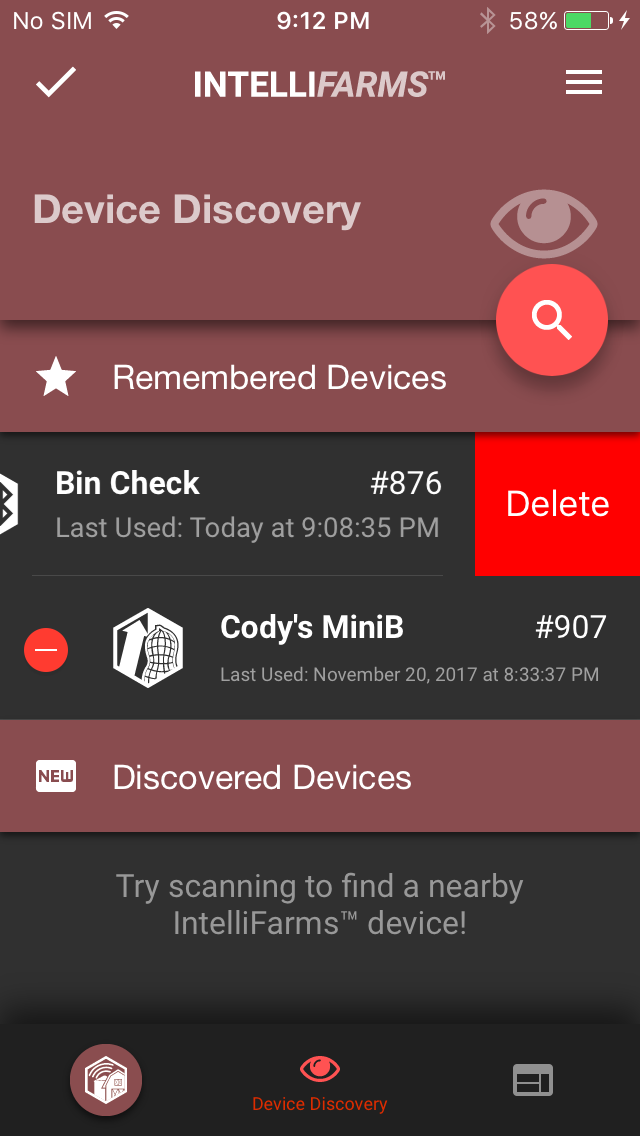 No SIM 9:12 PM 58%
INTELLIFARMS™
Device Discovery
Remembered Devices
Bin Check #876 Delete
Last Used: Today at 9:08:35 PM
Cody's MiniB #907
Last Used: November 20, 2017 at 8:33:37 PM
NEW Discovered Devices
Try scanning to find a nearby
IntelliFarms™ device!
Device Discovery